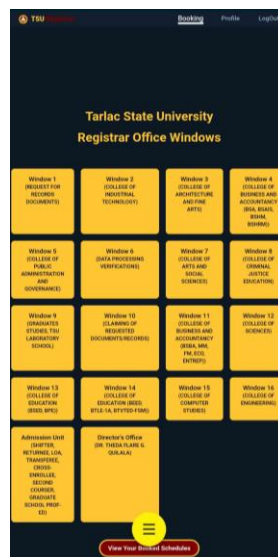 TSU
Booking
Profile
LogOut
Tarlac State University
Registrar Office Windows
Window 1
(REQUEST FOR
RECORDS
DOCUMENTS)
Window 2
(COLLEGE OF
INDUSTRIAL
TECHNOLOGY)
Window 3
(COLLEGE OF
ARCHITECTURE
AND FINE
ARTS)
Window 4
(COLLEGE OF
BUSINESS AND
ACCOUNTANCY
(BSA, BSAIS,
BSHM,
BSHRM))
Window 5
(COLLEGE OF
PUBLIC
ADMINISTRATION
AND
GOVERNANCE)
Window 6
(DATA PROCESSING
VERIFICATIONS)
Window 7
(COLLEGE OF
ARTS AND
SOCIAL
SCIENCES)
Window 8
(COLLEGE OF
CRIMINAL
JUSTICE
EDUCATION)
Window 9
(GRADUATES
STUDIES, TSU
LABORATORY
SCHOOL)
Window 10
(CLAIMING OF
REQUESTED
DOCUMENTS/RECORDS)
Window 11
(COLLEGE OF
BUSINESS AND
ACCOUNTANCY
(BSBA, MM,
FM, ECO,
ENTREP))
Window 12
(COLLEGE OF
SCIENCES)
Window 13
(COLLEGE OF
EDUCATION
(BSED, BPE))
Window 14
(COLLEGE OF
EDUCATION (BEED,
BTLE-1A, BTVTED-FSM))
Window 15
(COLLEGE OF
COMPUTER
STUDIES)
Window 16
(COLLEGE OF
ENGINEERING)
Admission Unit
(SHIFTER,
RETURNEE, LOA,
TRANSFEREE,
CROSS-
ENROLLEE,
SECOND
COURSER,
GRADUATE
SCHOOL PROF-
ED)
Director's Office
(DR. THEDA FLARE G.
QUILALA)
View Your Booked Schedules